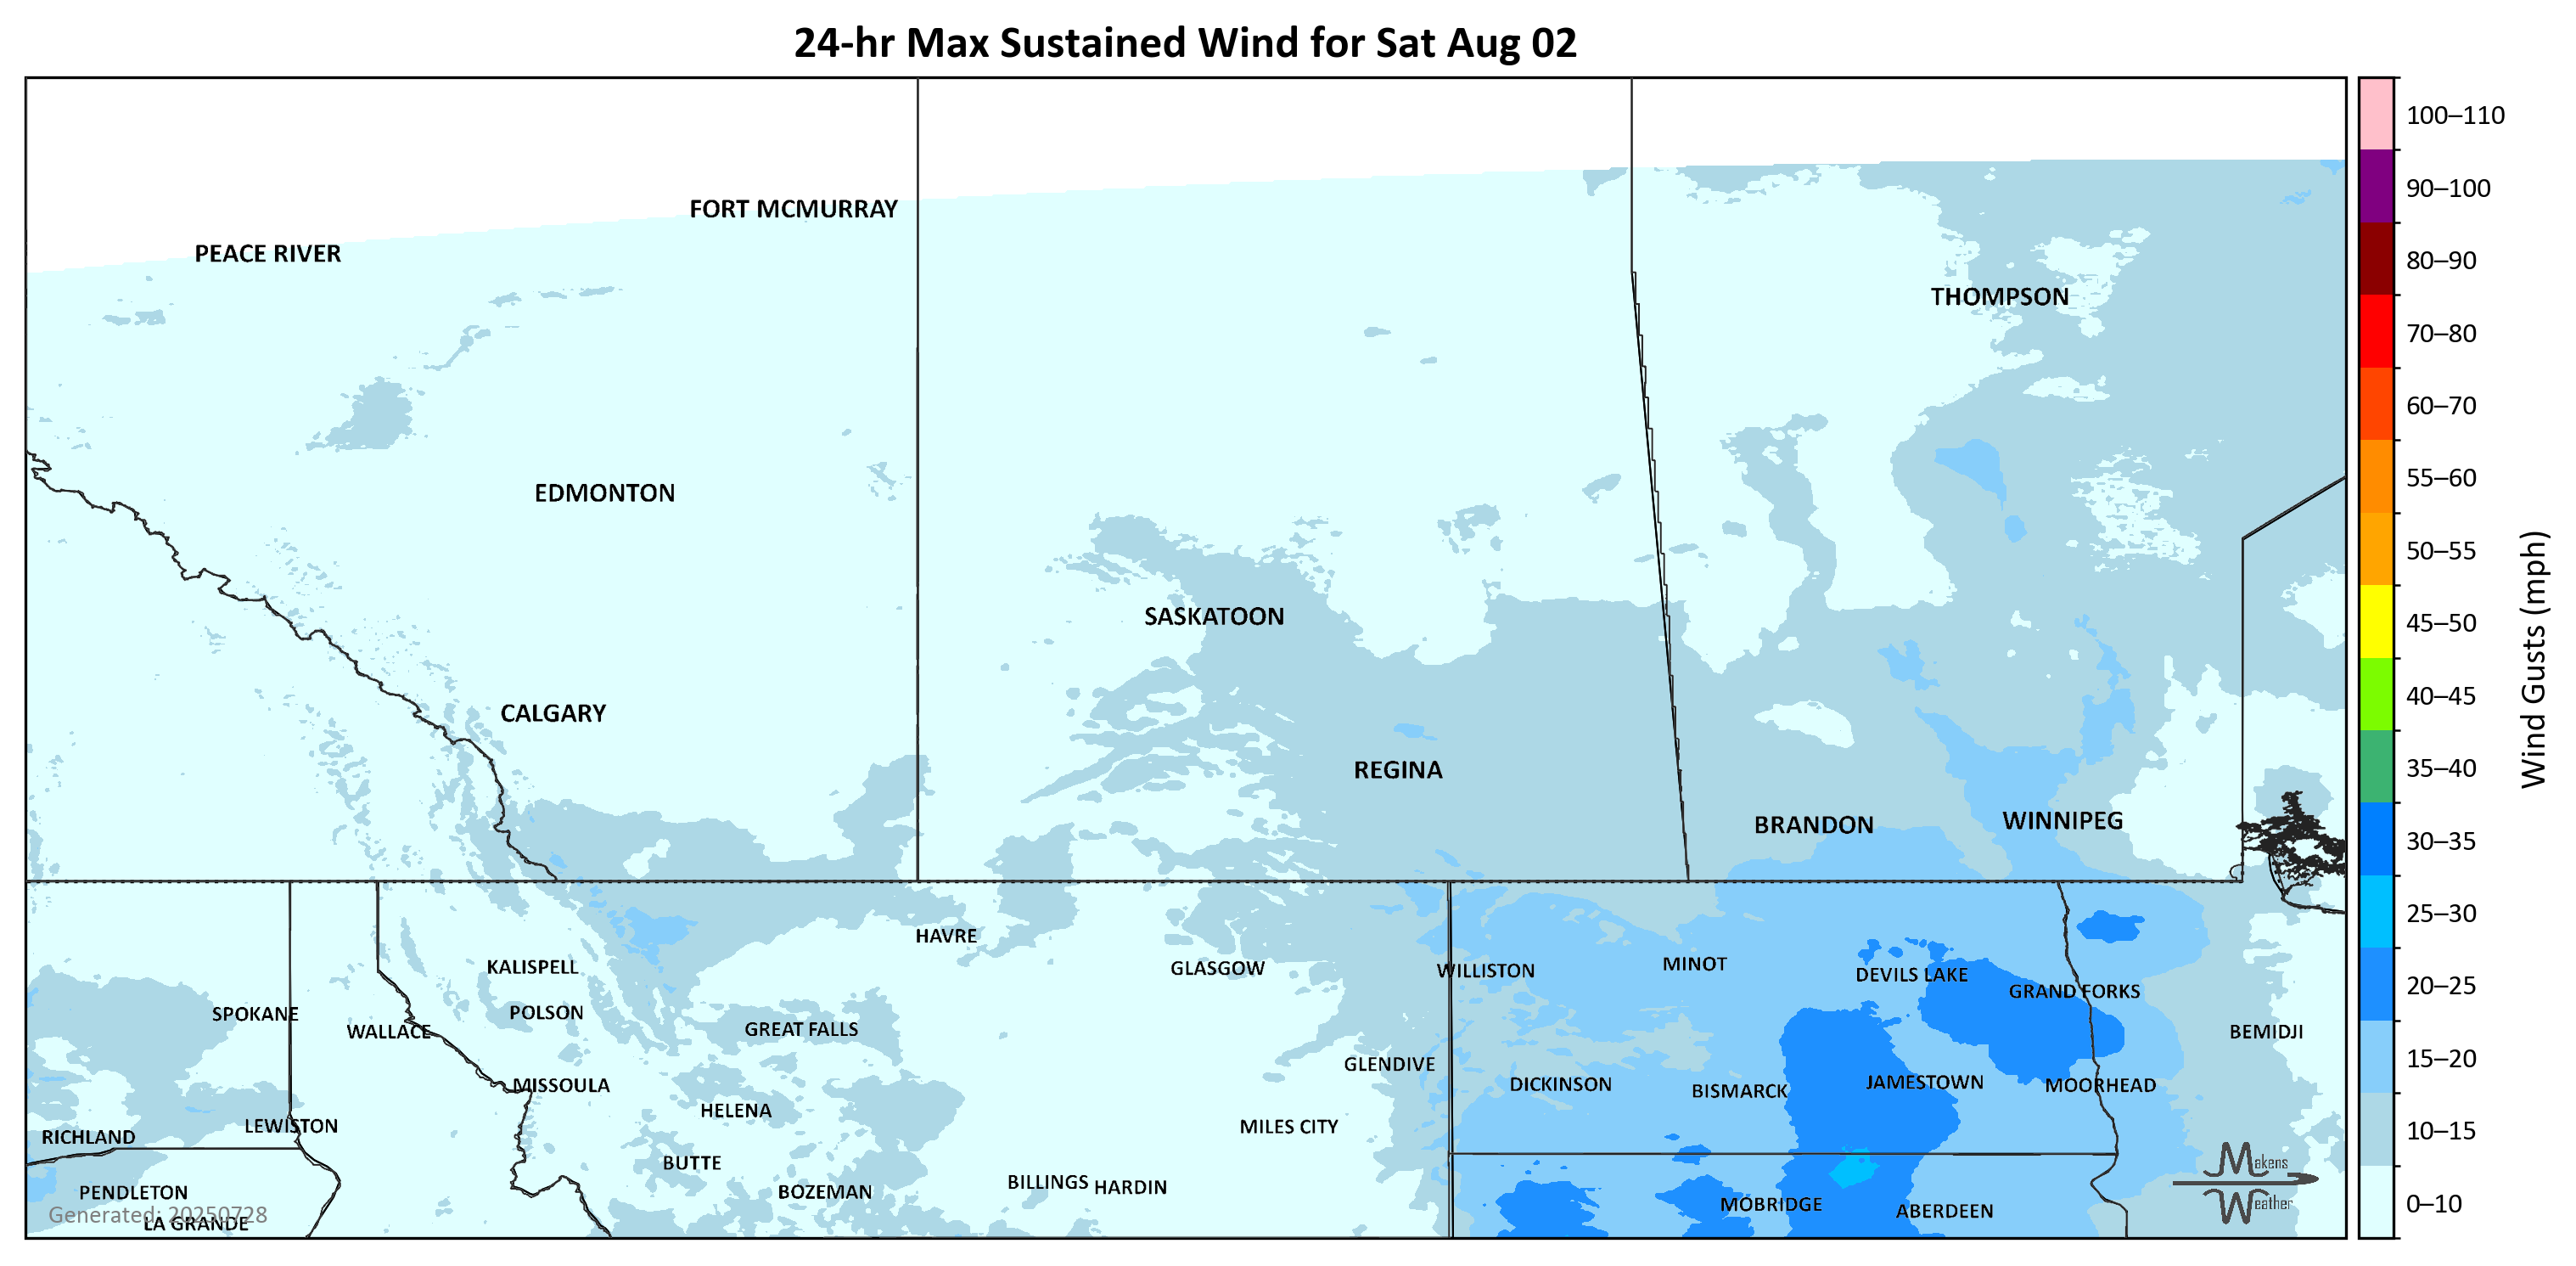 24-hr Max Sustained Wind for Sat Aug 02
100–110
90–100
80–90
70–80
60–70
55–60
50–55
45–50
40–45
35–40
30–35
25–30
20–25
15–20
10–15
0–10
Wind Gusts (mph)
FORT MCMURRAY
PEACE RIVER
THOMPSON
EDMONTON
SASKATOON
CALGARY
REGINA
BRANDON
WINNIPEG
HAVRE
KALISPELL
GLASGOW
WILLISTON
MINOT
DEVILS LAKE
GRAND FORKS
SPOKANE
POLSON
WALLACE
GREAT FALLS
BEMIDJI
GLENDIVE
MISSOULA
DICKINSON
BISMARCK
JAMESTOWN
MOORHEAD
HELENA
LEWISTON
MILES CITY
RICHLAND
BUTTE
PENDLETON
BOZEMAN
BILLINGS
HARDIN
MOBRIDGE
ABERDEEN
LA GRANDE
Generated: 20250728
Makens
Weather